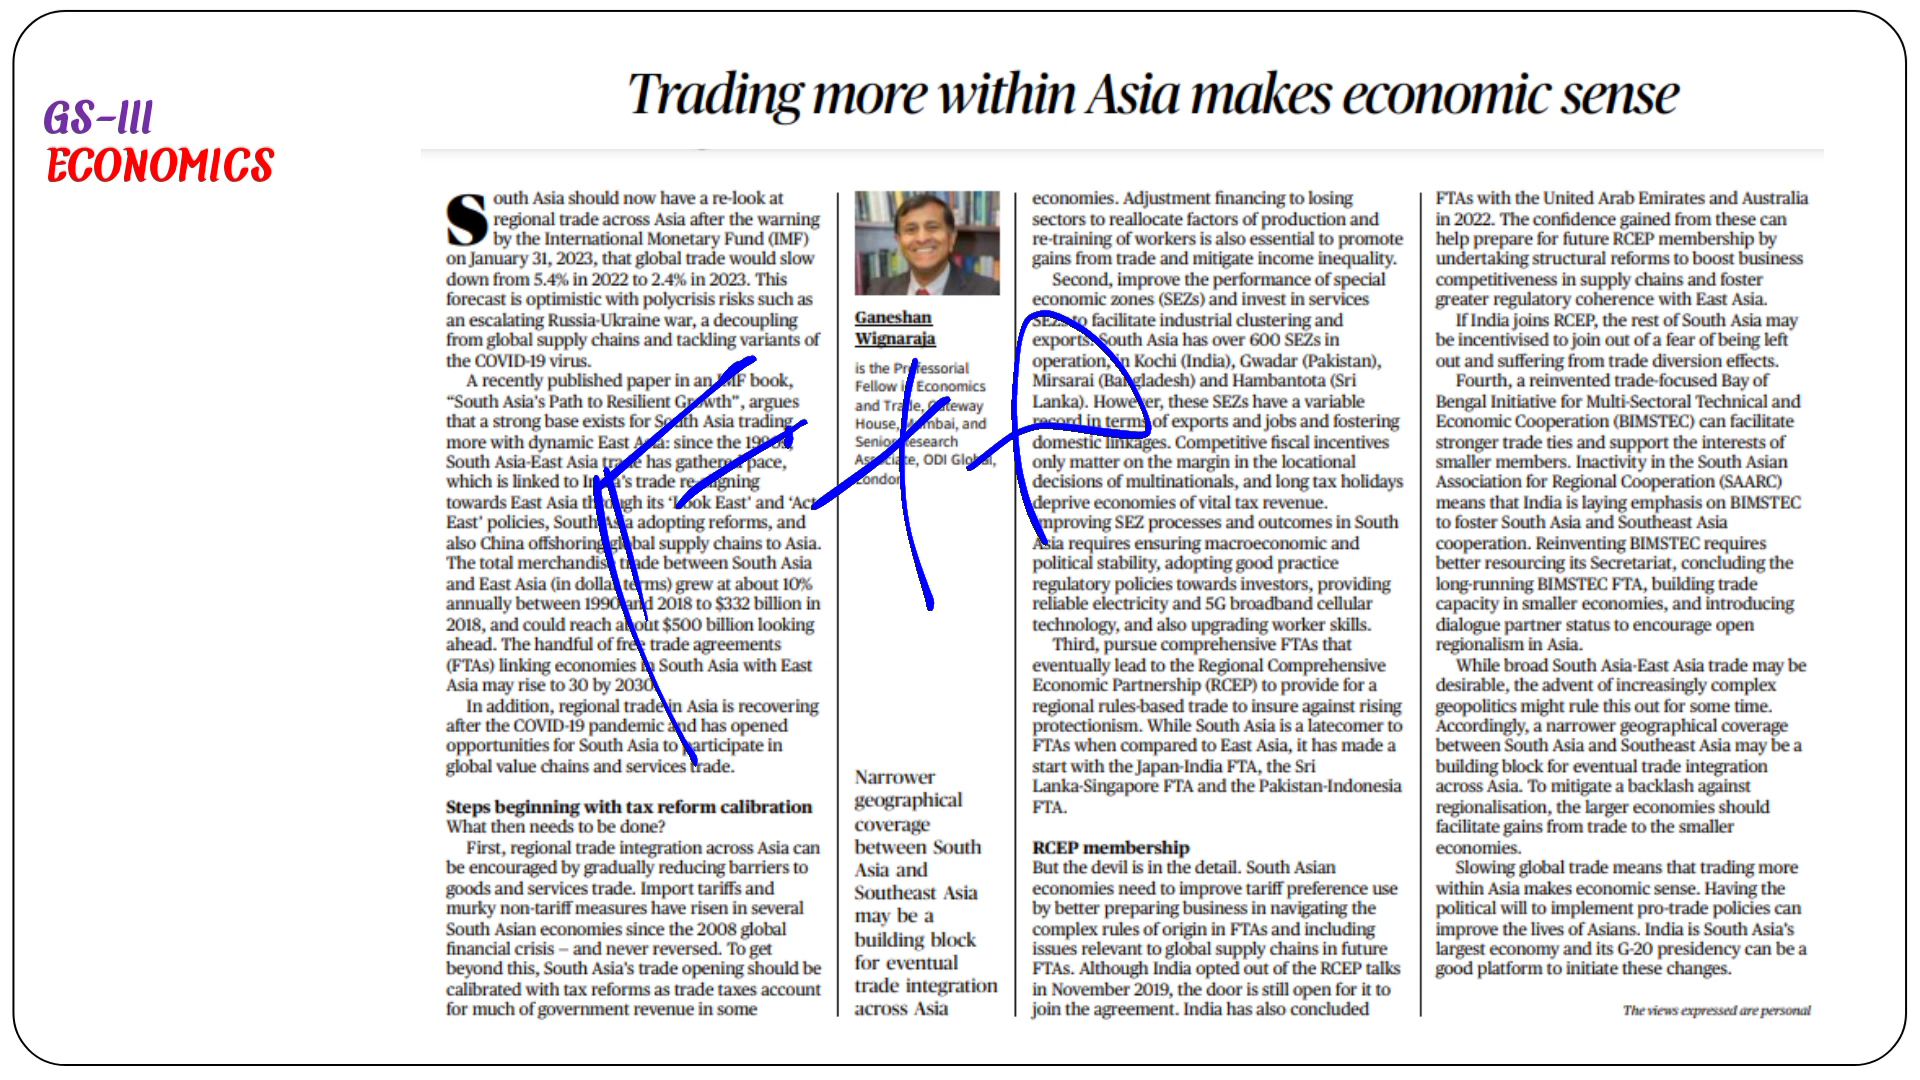 GS-III
ECONOMICS
Trading more within Asia makes economic sense
South Asia should now have a re-look at
regional trade across Asia after the warning
by the International Monetary Fund (IMF)
on January 31, 2023, that global trade would slow
down from 5.4% in 2022 to 2.4% in 2023. This
forecast is optimistic with polycrisis risks such as
an escalating Russia-Ukraine war, a decoupling
from global supply chains and tackling variants of
the COVID-19 virus.
A recently published paper in an IMF book,
“South Asia's Path to Resilient Growth”, argues
that a strong base exists for South Asia trading
more with dynamic East Asia: since the 1990s,
South Asia-East Asia trade has gathered pace,
which is linked to India's trade re-aligning
towards East Asia through its ‘Look East’ and ‘Act
East’ policies, South Asia adopting reforms, and
also China offshoring global supply chains to Asia.
The total merchandise trade between South Asia
and East Asia (in dollar terms) grew at about 10%
annually between 1990 and 2018 to $332 billion in
2018, and could reach about $500 billion looking
ahead. The handful of free trade agreements
(FTAs) linking economies in South Asia with East
Asia may rise to 30 by 2030.
In addition, regional trade in Asia is recovering
after the COVID-19 pandemic and has opened
opportunities for South Asia to participate in
global value chains and services trade.
Steps beginning with tax reform calibration
What then needs to be done?
First, regional trade integration across Asia can
be encouraged by gradually reducing barriers to
goods and services trade. Import tariffs and
murky non-tariff measures have risen in several
South Asian economies since the 2008 global
financial crisis – and never reversed. To get
beyond this, South Asia's trade opening should be
calibrated with tax reforms as trade taxes account
for much of government revenue in some
Ganeshan
Wignaraja
is the Professorial
Fellow in Economics
and Trade, Gateway
House, Mumbai, and
Senior Research
Associate, ODI Global,
London
Narrower
geographical
coverage
between South
Asia and
Southeast Asia
may be a
building block
for eventual
trade integration
across Asia
economies. Adjustment financing to losing
sectors to reallocate factors of production and
re-training of workers is also essential to promote
gains from trade and mitigate income inequality.
Second, improve the performance of special
economic zones (SEZs) and invest in services
SEZs to facilitate industrial clustering and
exports. South Asia has over 600 SEZs in
operation, in Kochi (India), Gwadar (Pakistan),
Mirsarai (Bangladesh) and Hambantota (Sri
Lanka). However, these SEZs have a variable
record in terms of exports and jobs and fostering
domestic linkages. Competitive fiscal incentives
only matter on the margin in the locational
decisions of multinationals, and long tax holidays
deprive economies of vital tax revenue.
Improving SEZ processes and outcomes in South
Asia requires ensuring macroeconomic and
political stability, adopting good practice
regulatory policies towards investors, providing
reliable electricity and 5G broadband cellular
technology, and also upgrading worker skills.
Third, pursue comprehensive FTAs that
eventually lead to the Regional Comprehensive
Economic Partnership (RCEP) to provide for a
regional rules-based trade to insure against rising
protectionism. While South Asia is a latecomer to
FTAs when compared to East Asia, it has made a
start with the Japan-India FTA, the Sri
Lanka-Singapore FTA and the Pakistan-Indonesia
FTA.
RCEP membership
But the devil is in the detail. South Asian
economies need to improve tariff preference use
by better preparing business in navigating the
complex rules of origin in FTAs and including
issues relevant to global supply chains in future
FTAs. Although India opted out of the RCEP talks
in November 2019, the door is still open for it to
join the agreement. India has also concluded
FTAs with the United Arab Emirates and Australia
in 2022. The confidence gained from these can
help prepare for future RCEP membership by
undertaking structural reforms to boost business
competitiveness in supply chains and foster
greater regulatory coherence with East Asia.
If India joins RCEP, the rest of South Asia may
be incentivised to join out of a fear of being left
out and suffering from trade diversion effects.
Fourth, a reinvented trade-focused Bay of
Bengal Initiative for Multi-Sectoral Technical and
Economic Cooperation (BIMSTEC) can facilitate
stronger trade ties and support the interests of
smaller members. Inactivity in the South Asian
Association for Regional Cooperation (SAARC)
means that India is laying emphasis on BIMSTEC
to foster South Asia and Southeast Asia
cooperation. Reinventing BIMSTEC requires
better resourcing its Secretariat, concluding the
long-running BIMSTEC FTA, building trade
capacity in smaller economies, and introducing
dialogue partner status to encourage open
regionalism in Asia.
While broad South Asia-East Asia trade may be
desirable, the advent of increasingly complex
geopolitics might rule this out for some time.
Accordingly, a narrower geographical coverage
between South Asia and Southeast Asia may be a
building block for eventual trade integration
across Asia. To mitigate a backlash against
regionalisation, the larger economies should
facilitate gains from trade to the smaller
economies.
Slowing global trade means that trading more
within Asia makes economic sense. Having the
political will to implement pro-trade policies can
improve the lives of Asians. India is South Asia's
largest economy and its G-20 presidency can be a
good platform to initiate these changes.
The views expressed are personal
FTA